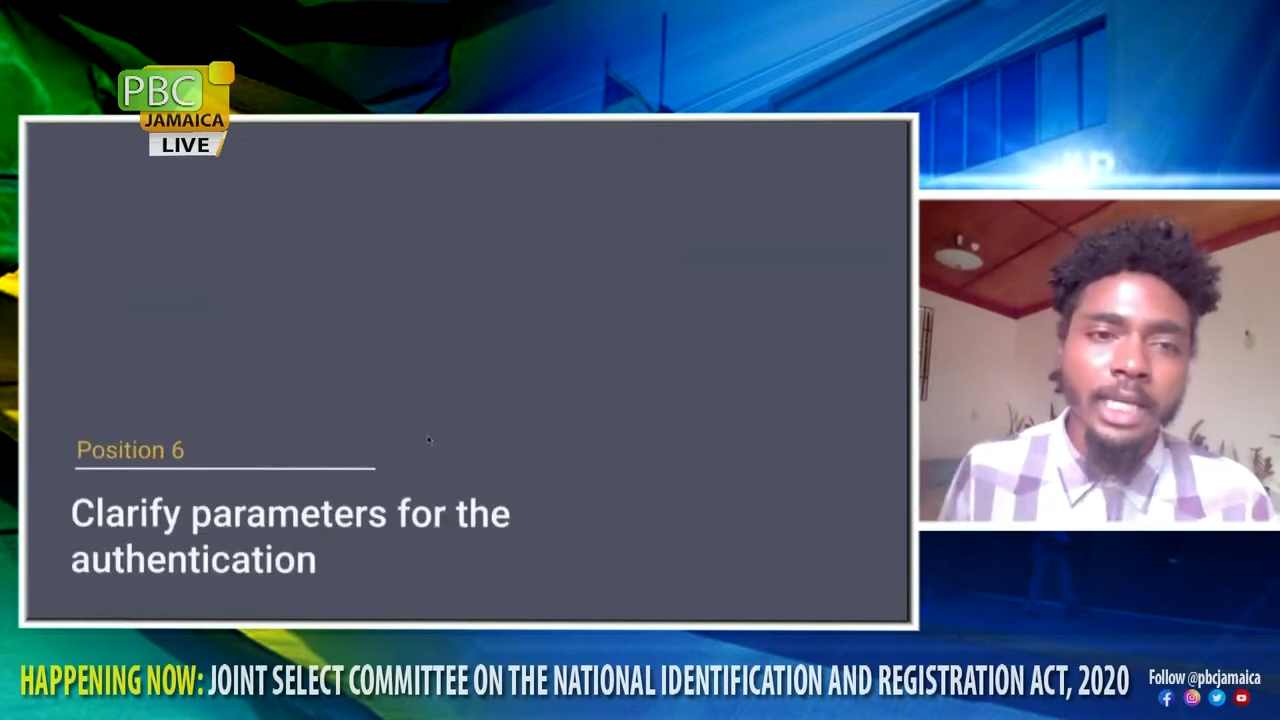 PBC
JAMAICA
LIVE
Position 6
Clarify parameters for the
authentication
HAPPENING NOW: JOINT SELECT COMMITTEE ON THE NATIONAL IDENTIFICATION AND REGISTRATION ACT, 2020
Follow @pbcjamaica